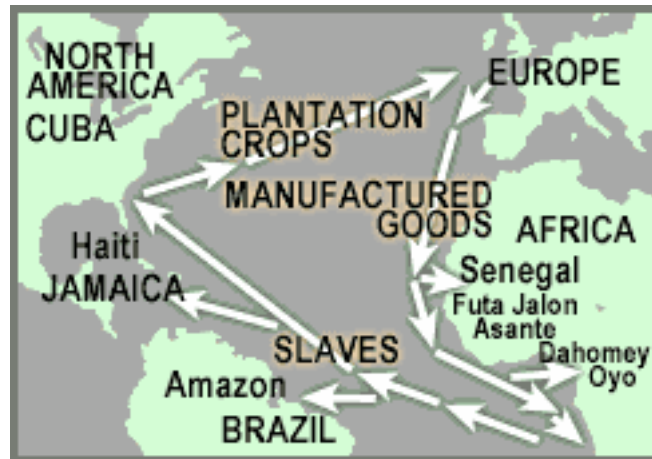 NORTH
AMERICA
CUBA
EUROPE
PLANTATION
CROPS
MANUFACTURED
GOODS
AFRICA
Haiti
JAMAICA
Senegal
Futa Jalon
Asante
Dahomey
Oyo
SLAVES
Amazon
BRAZIL